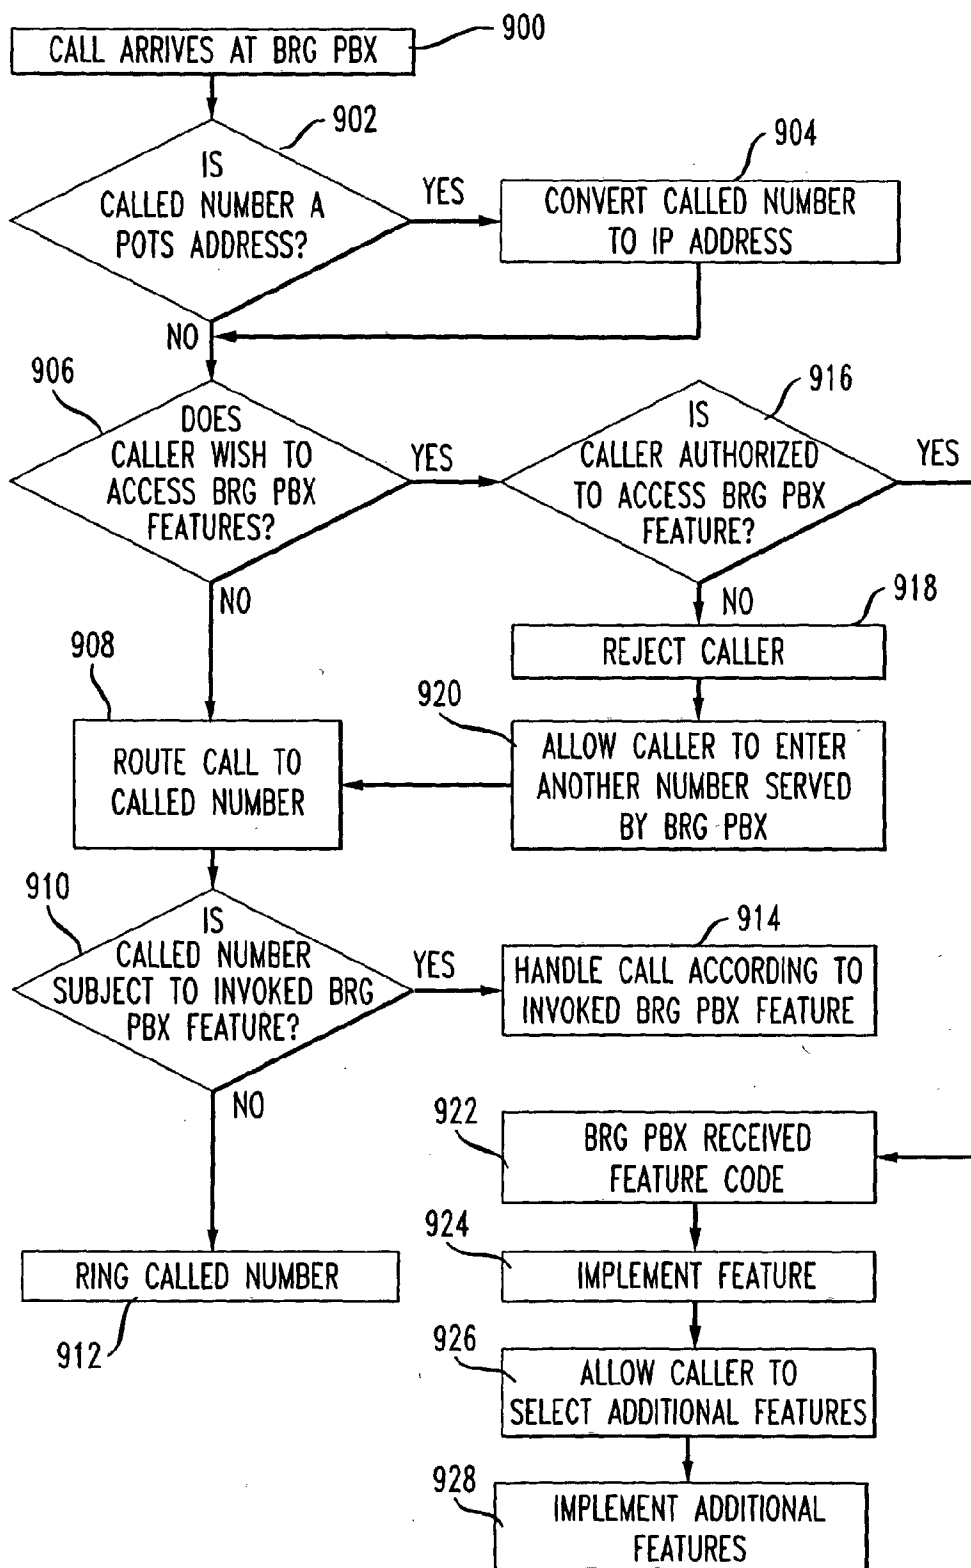 CALL ARRIVES AT BRG PBX
900
902
IS
CALLED NUMBER A
POTS ADDRESS?
YES
904
CONVERT CALLED NUMBER
TO IP ADDRESS
NO
906
DOES
CALLER WISH TO
ACCESS BRG PBX
FEATURES?
YES
916
IS
CALLER AUTHORIZED
TO ACCESS BRG PBX
FEATURE?
YES
NO
NO
918
REJECT CALLER
908
ROUTE CALL TO
CALLED NUMBER
920
ALLOW CALLER TO ENTER
ANOTHER NUMBER SERVED
BY BRG PBX
910
IS
CALLED NUMBER
SUBJECT TO INVOKED BRG
PBX FEATURE?
YES
914
HANDLE CALL ACCORDING TO
INVOKED BRG PBX FEATURE
NO
922
BRG PBX RECEIVED
FEATURE CODE
924
IMPLEMENT FEATURE
RING CALLED NUMBER
912
926
ALLOW CALLER TO
SELECT ADDITIONAL FEATURES
928
IMPLEMENT ADDITIONAL
FEATURES